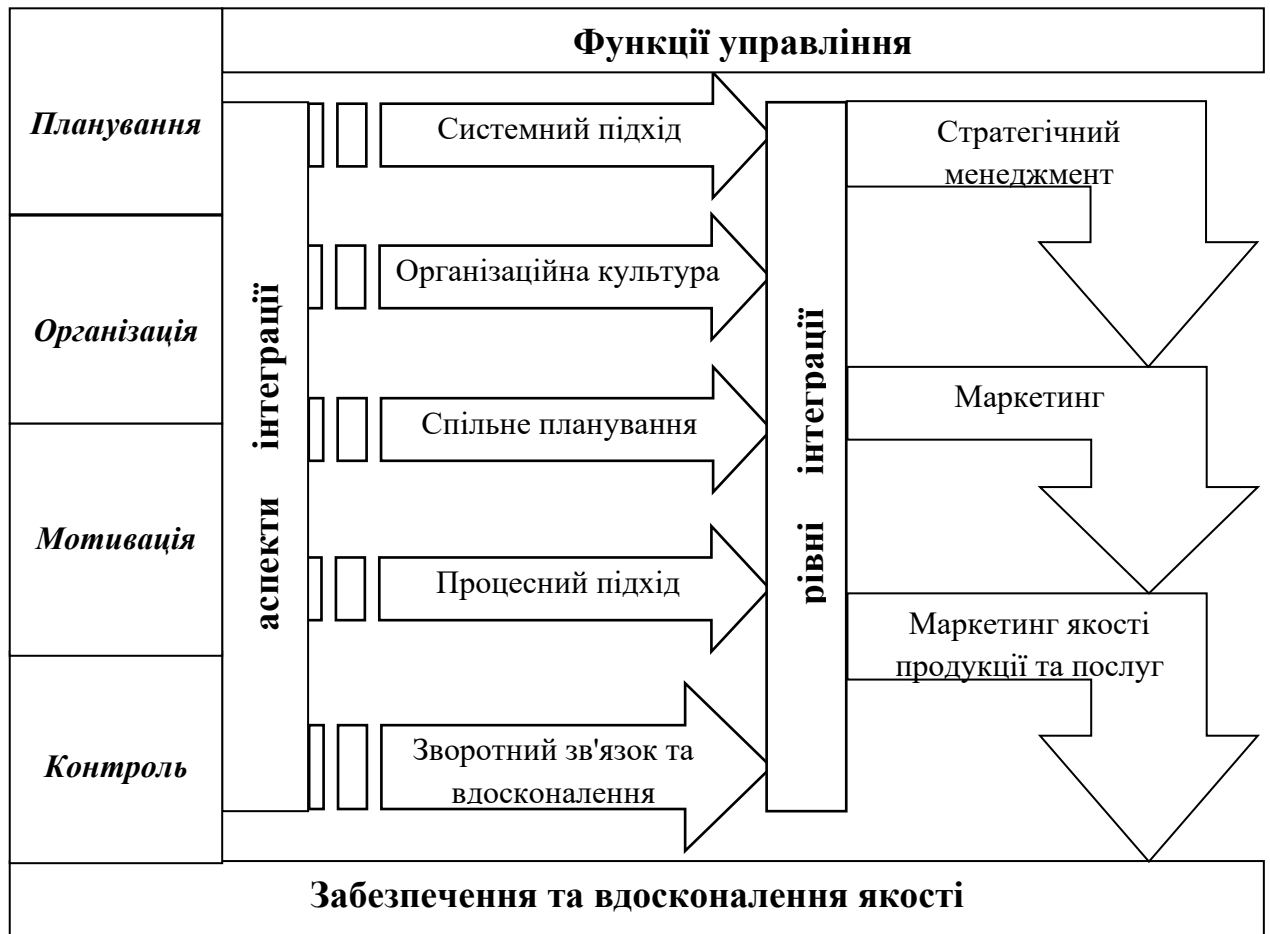 Функції управління
Планування
Організація
Мотивація
Контроль
аспекти інтеграції
Системний підхід
Організаційна культура
Спільне планування
Процесний підхід
Зворотний зв'язок та
вдосконалення
рівні інтеграції
Стратегічний
менеджмент
Маркетинг
Маркетинг якості
продукції та послуг
Забезпечення та вдосконалення якості